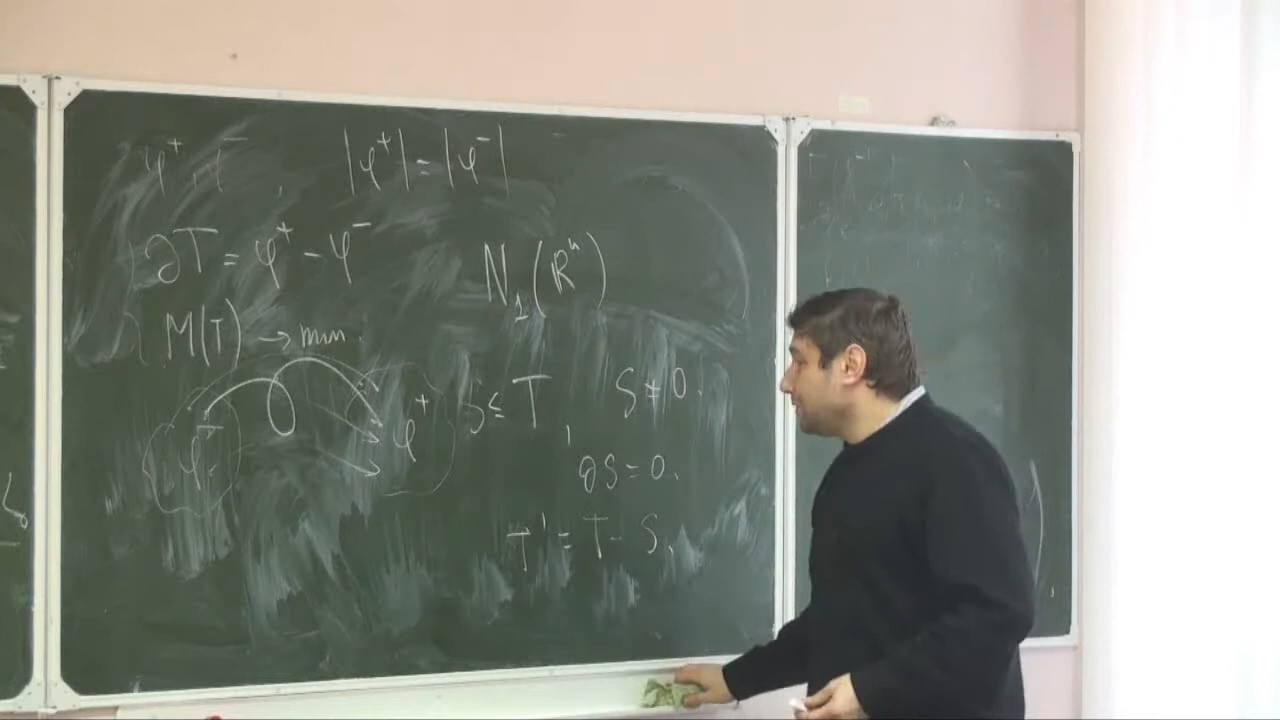 φ⁺, φ⁻, |φ⁺| = |φ⁻|
∂T = φ⁺ - φ⁻
N₁(ℝⁿ)
M(T) → min.
φ⁻ φ⁺
S ≤ T, S ≠ 0.
∂S = 0.
T' = T - S,